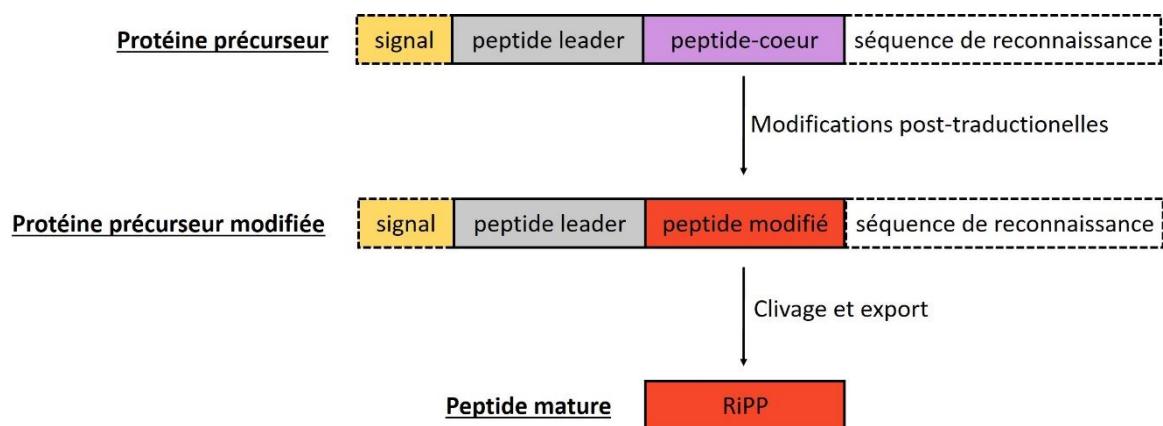 Protéine précurseur signal peptide leader peptide-coeur séquence de reconnaissance
Modifications post-traductionelles
Protéine précurseur modifiée signal peptide leader peptide modifié séquence de reconnaissance
Clivage et export
Peptide mature RiPP